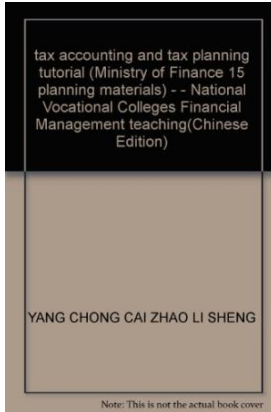 tax accounting and tax planning
tutorial (Ministry of Finance 15
planning materials) - - National
Vocational Colleges Financial
Management teaching(Chinese
Edition)
YANG CHONG CAI ZHAO LI SHENG
Note: This is not the actual book cover